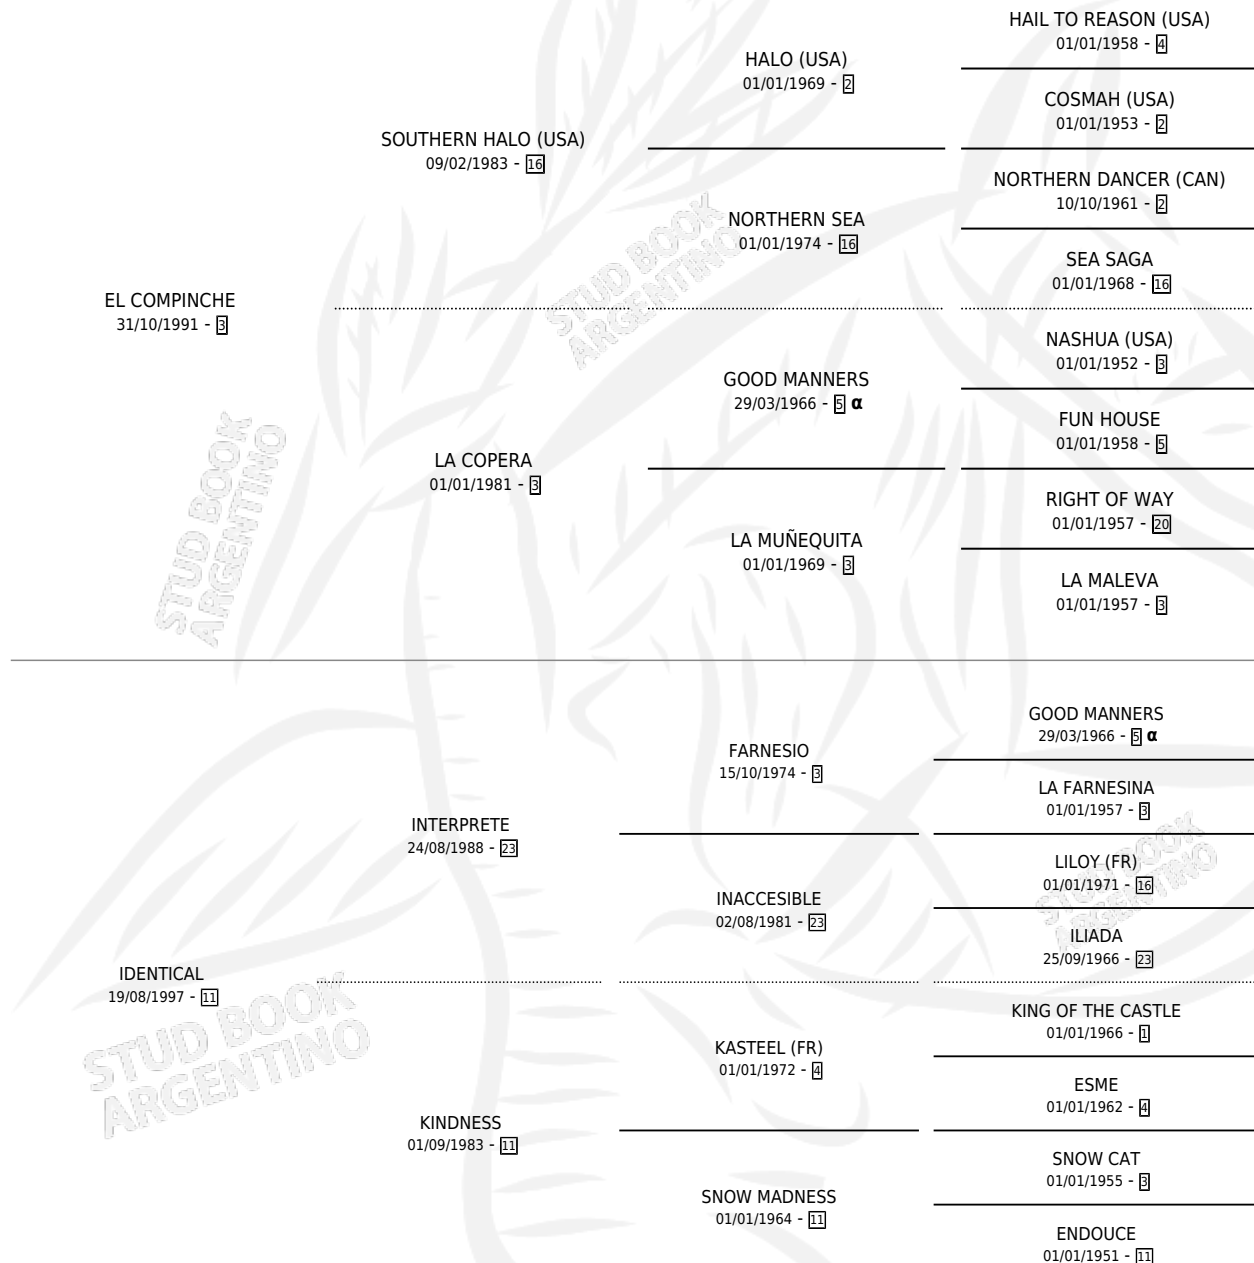 HAIL TO REASON (USA)
01/01/1958 - 4
HALO (USA)
01/01/1969 - 2
COSMAH (USA)
01/01/1953 - 2
SOUTHERN HALO (USA)
09/02/1983 - 16
NORTHERN DANCER (CAN)
10/10/1961 - 2
NORTHERN SEA
01/01/1974 - 16
SEA SAGA
01/01/1968 - 16
EL COMPINCHE
31/10/1991 - 3
NASHUA (USA)
01/01/1952 - 3
GOOD MANNERS
29/03/1966 - 5 α
FUN HOUSE
01/01/1958 - 5
LA COPERA
01/01/1981 - 3
RIGHT OF WAY
01/01/1957 - 20
LA MUÑEQUITA
01/01/1969 - 3
LA MALEVA
01/01/1957 - 3
STUD BOOK
ARGENTINO
STUD BOOK
ARGENTINO
GOOD MANNERS
29/03/1966 - 5 α
FARNESIO
15/10/1974 - 3
LA FARNESINA
01/01/1957 - 3
INTERPRETE
24/08/1988 - 23
LILOY (FR)
01/01/1971 - 16
INACCESIBLE
02/08/1981 - 23
ILIADA
25/09/1966 - 23
IDENTICAL
19/08/1997 - 11
KING OF THE CASTLE
01/01/1966 - 1
KASTEEL (FR)
01/01/1972 - 4
ESME
01/01/1962 - 4
KINDNESS
01/09/1983 - 11
SNOW CAT
01/01/1955 - 3
SNOW MADNESS
01/01/1964 - 11
ENDOUCE
01/01/1951 - 11
STUD BOOK
ARGENTINO
STUD BOOK
ARGENTINO